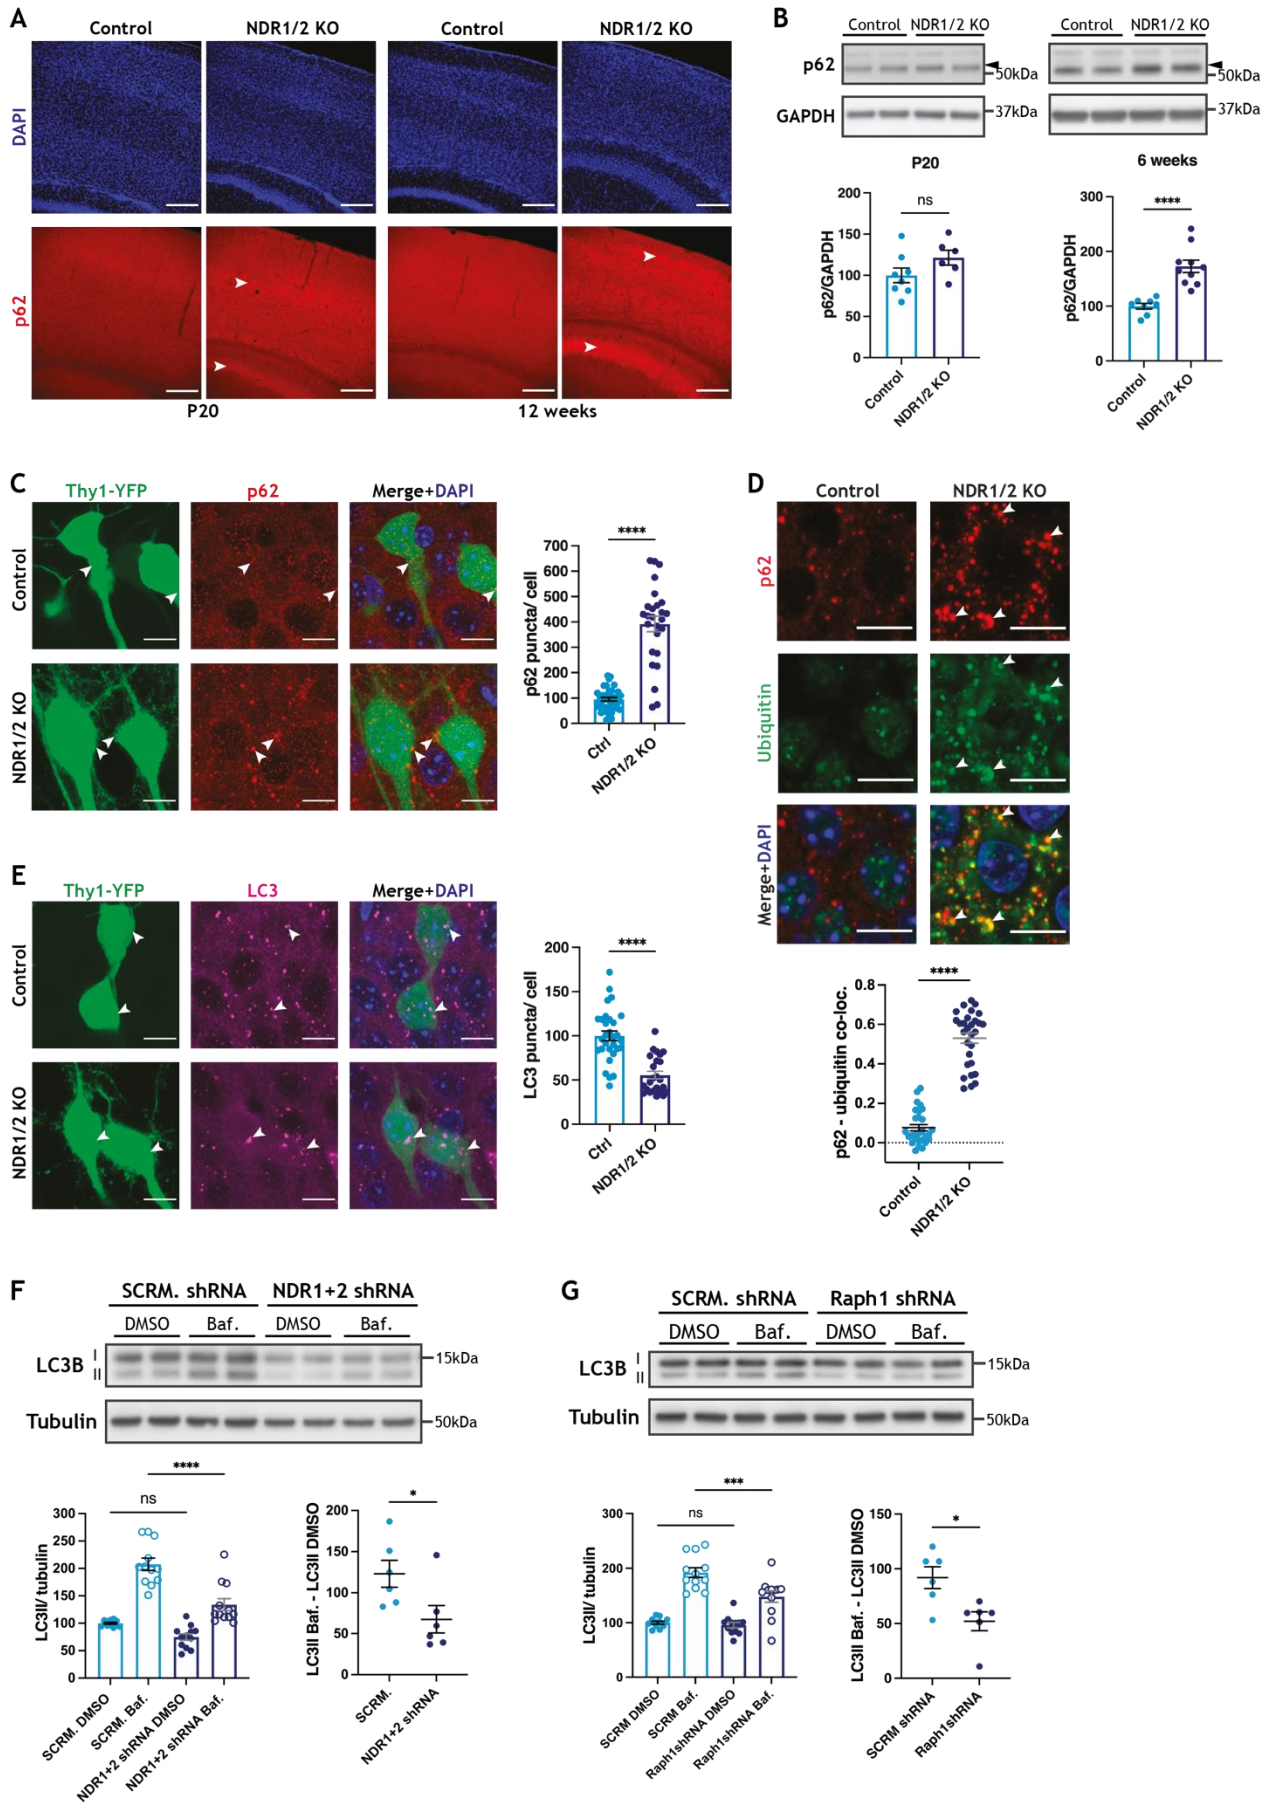 A
Control
NDR1/2 KO
Control
NDR1/2 KO
DAPI
p62
P20
12 weeks
B
Control
NDR1/2 KO
Control
NDR1/2 KO
p62
50kDa
50kDa
GAPDH
37kDa
37kDa
P20
6 weeks
p62/GAPDH
200
150
100
50
0
ns
Control
NDR1/2 KO
p62/GAPDH
300
200
100
0
****
Control
NDR1/2 KO
C
Thy1-YFP
p62
Merge+DAPI
Control
NDR1/2 KO
p62 puncta/ cell
700
600
500
400
300
200
100
0
****
Ctrl
NDR1/2 KO
D
Control
NDR1/2 KO
p62
Ubiquitin
Merge+DAPI
p62 - ubiquitin co-loc.
0.8
0.6
0.4
0.2
0.0
****
Control
NDR1/2 KO
E
Thy1-YFP
LC3
Merge+DAPI
Control
NDR1/2 KO
LC3 puncta/ cell
200
150
100
50
0
****
Ctrl
NDR1/2 KO
F
SCRM. shRNA
NDR1+2 shRNA
DMSO
Baf.
DMSO
Baf.
LC3B
I
II
15kDa
Tubulin
50kDa
LC3II/ tubulin
300
250
200
150
100
50
0
ns
****
SCRM. DMSO
SCRM. Baf.
NDR1+2 shRNA DMSO
NDR1+2 shRNA Baf.
LC3II Baf. - LC3II DMSO
200
150
100
50
0
*
SCRM.
NDR1+2 shRNA
G
SCRM. shRNA
Raph1 shRNA
DMSO
Baf.
DMSO
Baf.
LC3B
I
II
15kDa
Tubulin
50kDa
LC3II/ tubulin
300
200
100
0
ns
***
SCRM DMSO
SCRM Baf.
Raph1shRNA DMSO
Raph1shRNA Baf.
LC3II Baf. - LC3II DMSO
150
100
50
0
*
SCRM shRNA
Raph1shRNA